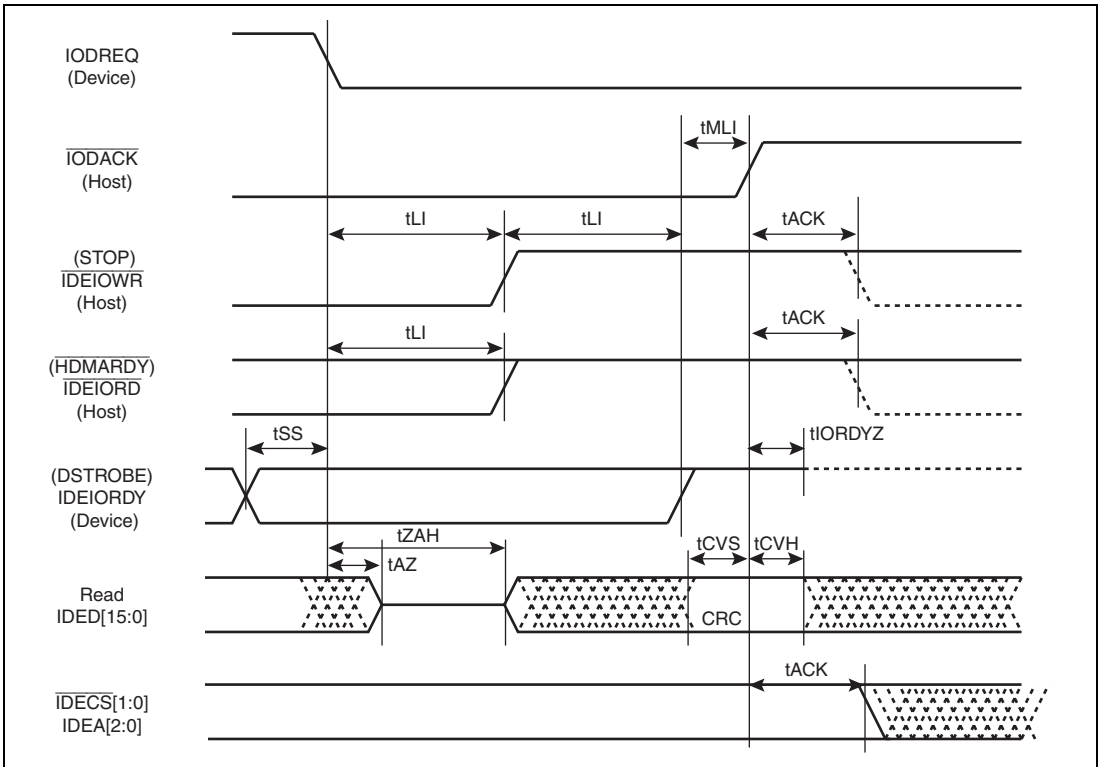 IODREQ
(Device)
tMLI
IODACK
(Host)
tLI tLI tACK
(STOP)
IDEIOWR
(Host)
tLI tACK
(HDMARDY)
IDEIORD
(Host)
tSS tIORDYZ
(DSTROBE)
IDEIORDY
(Device)
tZAH tCVS tCVH
tAZ
Read
IDED[15:0]
CRC
tACK
IDECS[1:0]
IDEA[2:0]